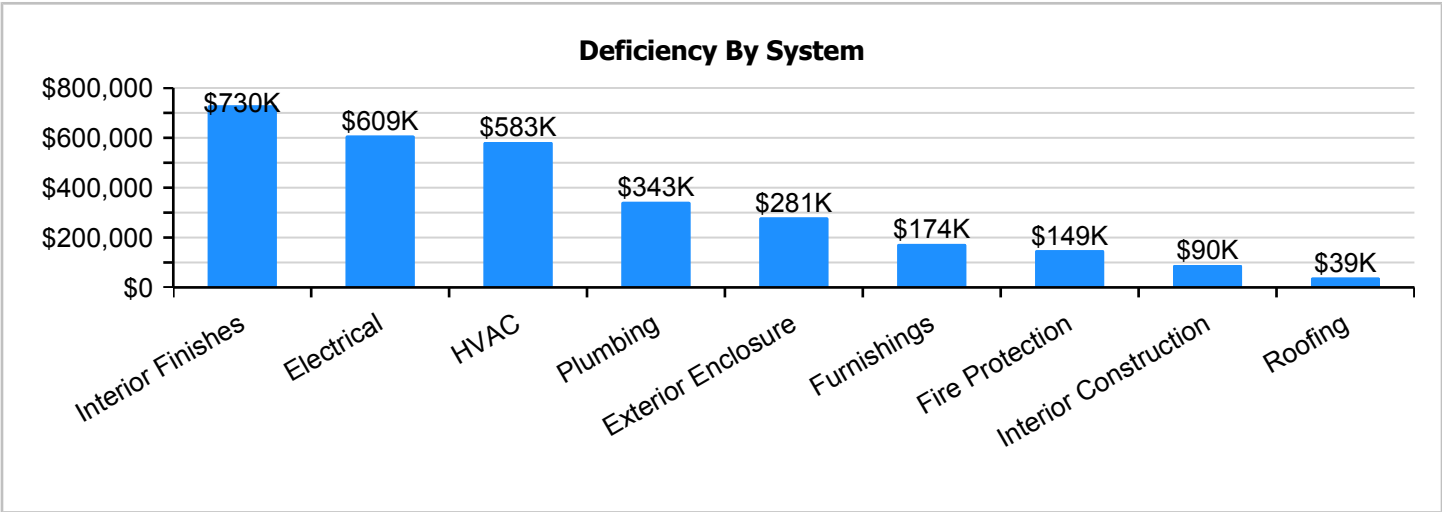 Deficiency By System
$800,000
$600,000
$400,000
$200,000
$0
$730K
$609K
$583K
$343K
$281K
$174K
$149K
$90K
$39K
Interior Finishes
Electrical
HVAC
Plumbing
Exterior Enclosure
Furnishings
Fire Protection
Interior Construction
Roofing